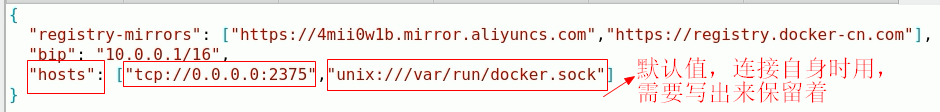 {
"registry-mirrors": ["https://4mii0w1b.mirror.aliyuncs.com","https://registry.docker-cn.com"],
"bip": "10.0.0.1/16",
"hosts": ["tcp://0.0.0.0:2375","unix:///var/run/docker.sock"]
}
默认值，连接自身时用，
需要写出来保留着